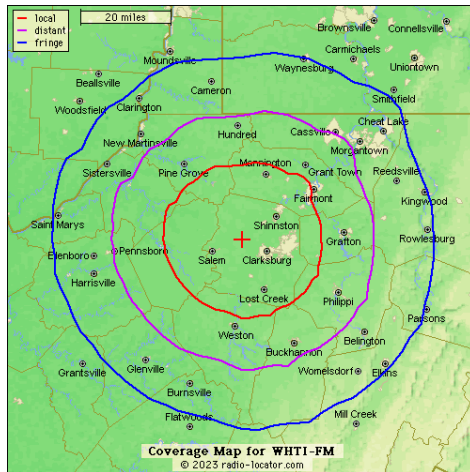 local
distant
fringe
20 miles
Brownsville
Connellsville
Moundsville
Carmichaels
Waynesburg
Uniontown
Beallsville
Cameron
Smithfield
Woodsfield
Clarington
Hundred
Cassville
Cheat Lake
New Martinsville
Morgantown
Sistersville
Pine Grove
Mannington
Grant Town
Reedsville
Fairmont
Kingwood
Saint Marys
Shinnston
Rowlesburg
Grafton
Ellenboro
Pennsboro
Salem
Clarksburg
Harrisville
Lost Creek
Philippi
Parsons
Weston
Belington
Buckhannon
Grantsville
Glenville
Womelsdorf
Elkins
Burnsville
Flatwoods
Mill Creek
Coverage Map for WHTI-FM
© 2023 radio-locator.com